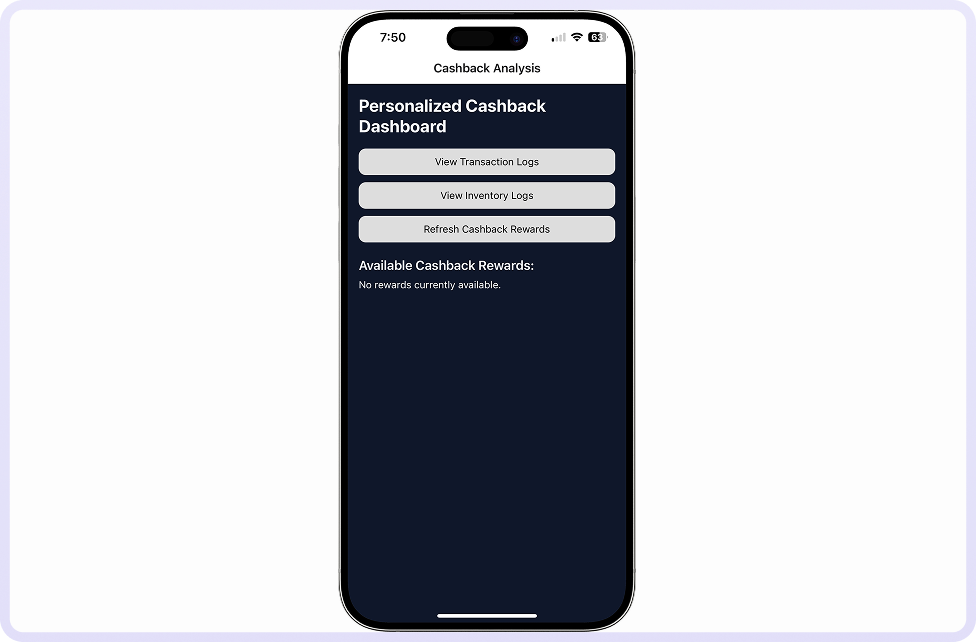 7:50
63
Cashback Analysis
Personalized Cashback
Dashboard
View Transaction Logs
View Inventory Logs
Refresh Cashback Rewards
Available Cashback Rewards:
No rewards currently available.